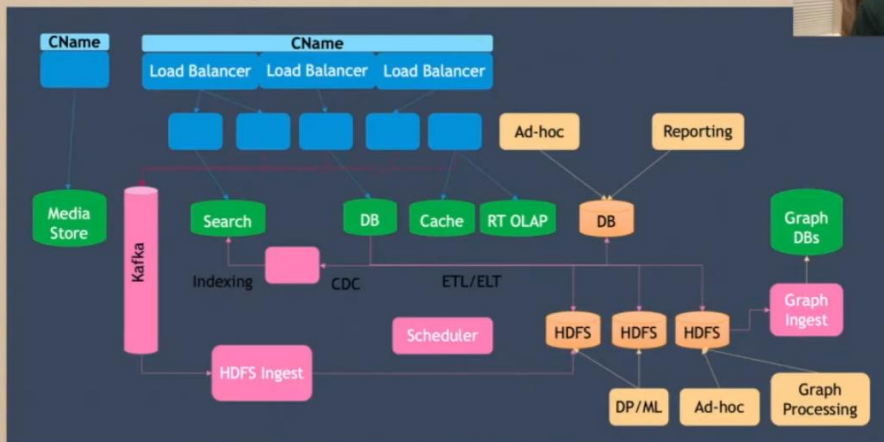 CName
CName
Load Balancer
Load Balancer
Load Balancer
Ad-hoc
Reporting
Media
Store
Kafka
Search
DB
Cache
RT OLAP
DB
Graph
DBs
Indexing
CDC
ETL/ELT
Scheduler
HDFS
HDFS
HDFS
Graph
Ingest
HDFS Ingest
DP/ML
Ad-hoc
Graph
Processing